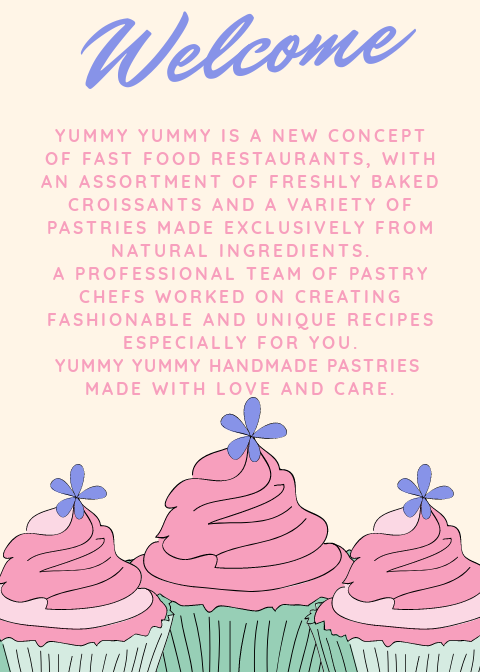 Welcome
YUMMY YUMMY IS A NEW CONCEPT
OF FAST FOOD RESTAURANTS, WITH
AN ASSORTMENT OF FRESHLY BAKED
CROISSANTS AND A VARIETY OF
PASTRIES MADE EXCLUSIVELY FROM
NATURAL INGREDIENTS.
A PROFESSIONAL TEAM OF PASTRY
CHEFS WORKED ON CREATING
FASHIONABLE AND UNIQUE RECIPES
ESPECIALLY FOR YOU.
YUMMY YUMMY HANDMADE PASTRIES
MADE WITH LOVE AND CARE.